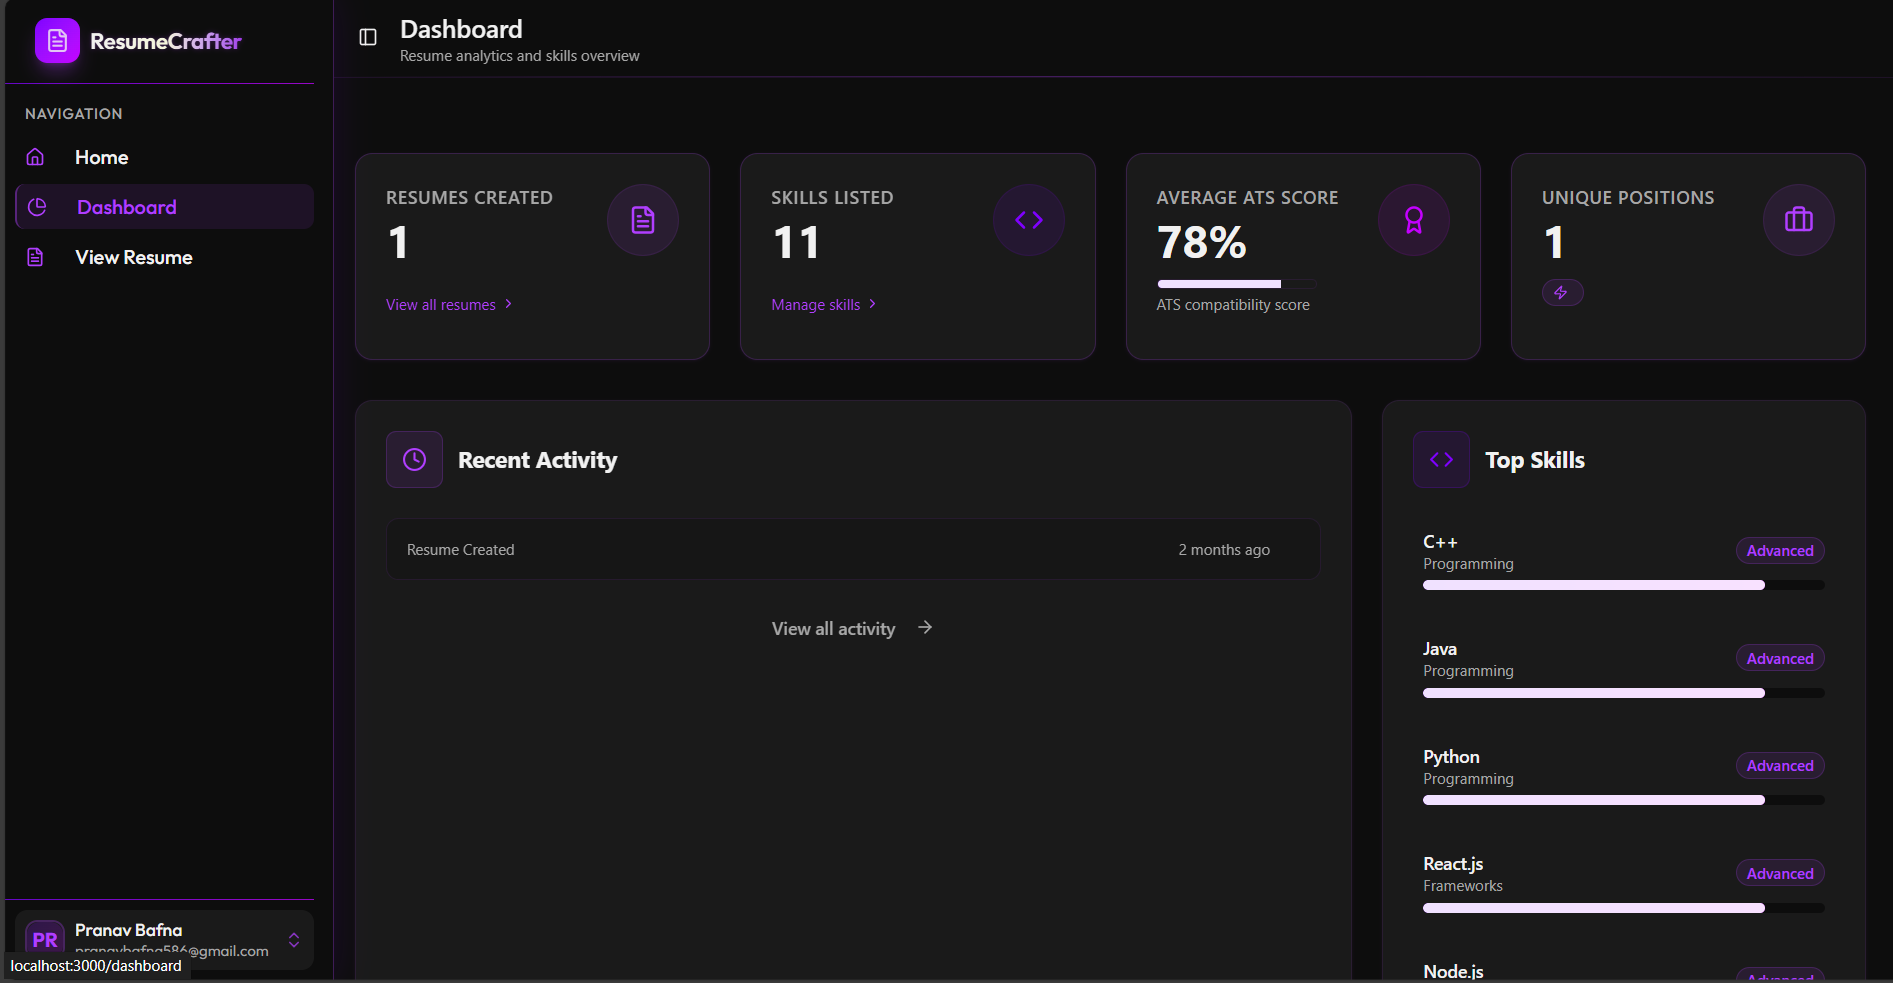 ResumeCrafter
NAVIGATION
Home
Dashboard
View Resume
Dashboard
Resume analytics and skills overview
RESUMES CREATED
1
View all resumes
SKILLS LISTED
11
Manage skills
AVERAGE ATS SCORE
78%
ATS compatibility score
UNIQUE POSITIONS
1
Recent Activity
Resume Created 2 months ago
View all activity
Top Skills
C++
Programming
Advanced
Java
Programming
Advanced
Python
Programming
Advanced
React.js
Frameworks
Advanced
Node.js
Advanced
PR
Pranav Bafna
pranavbafna586@gmail.com
localhost:3000/dashboard